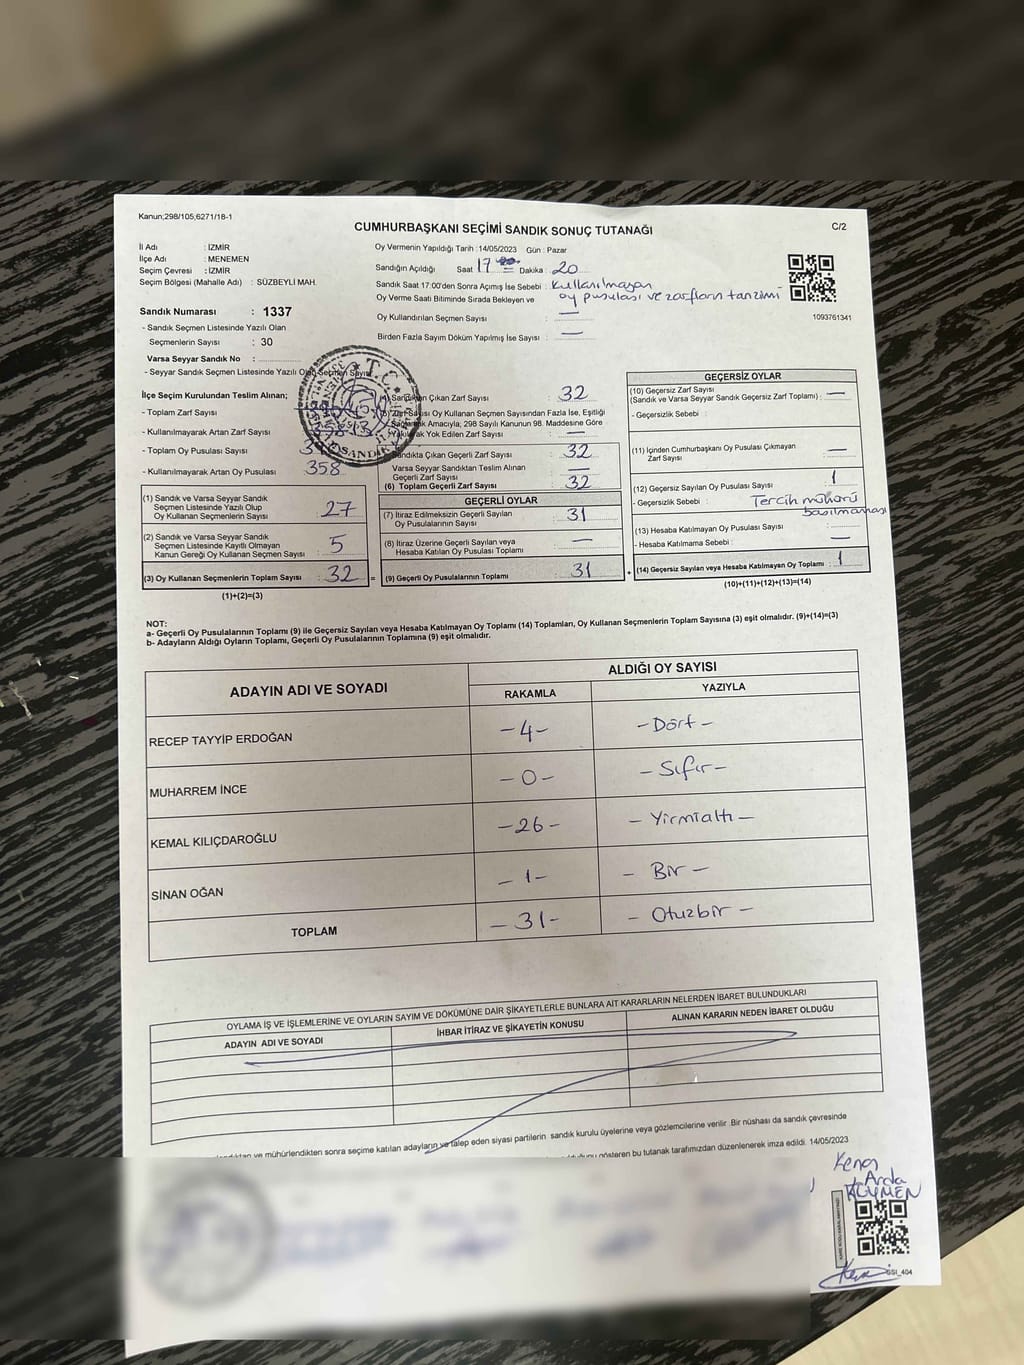 Kanun;298/105,6271/18-1
CUMHURBAŞKANI SEÇİMİ SANDIK SONUÇ TUTANAĞI
C/2
İl Adı : İZMİR
İlçe Adı : MENEMEN
Seçim Çevresi : İZMİR
Seçim Bölgesi (Mahalle Adı) : SÜZBEYLİ MAH.
Sandık Numarası : 1337
- Sandık Seçmen Listesinde Yazılı Olan
Seçmenlerin Sayısı : 30
Varsa Seyyar Sandık No :
- Seyyar Sandık Seçmen Listesinde Yazılı Olan Seçmen Sayısı
Oy Vermenin Yapıldığı Tarih :14/05/2023 Gün : Pazar
Sandığın Açıldığı Saat 17 Dakika 20
Sandık Saat 17:00'den Sonra Açımış İse Sebebi : Kullanılmayan
Oy Verme Saati Bitiminde Sırada Bekleyen ve oy pusulası ve zarfların tanzimi
Oy Kullandırılan Seçmen Sayısı : —
Birden Fazla Sayım Döküm Yapılmış İse Sayısı : —
1093761341
İlçe Seçim Kurulundan Teslim Alınan;
- Toplam Zarf Sayısı
- Kullanılmayarak Artan Zarf Sayısı
- Toplam Oy Pusulası Sayısı
- Kullanılmayarak Artan Oy Pusulası 358
T.C.
(4) Sandıktan Çıkan Zarf Sayısı : 32
(5) Zarf Sayısı Oy Kullanan Seçmen Sayısından Fazla İse, Eşitliği
Sağlamak Amacıyla; 298 Sayılı Kanunun 98. Maddesine Göre
Yakılarak Yok Edilen Zarf Sayısı : —
Sandıkta Çıkan Geçerli Zarf Sayısı : 32
Varsa Seyyar Sandıktan Teslim Alınan
Geçerli Zarf Sayısı : —
(6) Toplam Geçerli Zarf Sayısı : 32
GEÇERLİ OYLAR
(7) İtiraz Edilmeksizin Geçerli Sayılan
Oy Pusulalarının Sayısı : 31
(8) İtiraz Üzerine Geçerli Sayılan veya
Hesaba Katılan Oy Pusulası Toplamı : —
(9) Geçerli Oy Pusulalarının Toplamı : 31
(1) Sandık ve Varsa Seyyar Sandık
Seçmen Listesinde Yazılı Olup
Oy Kullanan Seçmenlerin Sayısı : 27
(2) Sandık ve Varsa Seyyar Sandık
Seçmen Listesinde Kayıtlı Olmayan
Kanun Gereği Oy Kullanan Seçmen Sayısı : 5
(3) Oy Kullanan Seçmenlerin Toplam Sayısı : 32 =
(1)+(2)=(3)
GEÇERSİZ OYLAR
(10) Geçersiz Zarf Sayısı
(Sandık ve Varsa Seyyar Sandık Geçersiz Zarf Toplamı) : —
- Geçersizlik Sebebi :
(11) İçinden Cumhurbaşkanı Oy Pusulası Çıkmayan
Zarf Sayısı : —
(12) Geçersiz Sayılan Oy Pusulası Sayısı : 1
- Geçersizlik Sebebi : Tercih mühürü
basılmaması
(13) Hesaba Katılmayan Oy Pusulası Sayısı :
- Hesaba Katılmama Sebebi : —
+ (14) Geçersiz Sayılan veya Hesaba Katılmayan Oy Toplamı : 1
(10)+(11)+(12)+(13)=(14)
NOT:
a- Geçerli Oy Pusulalarının Toplamı (9) ile Geçersiz Sayılan veya Hesaba Katılmayan Oy Toplamı (14) Toplamları, Oy Kullanan Seçmenlerin Toplam Sayısına (3) eşit olmalıdır. (9)+(14)=(3)
b- Adayların Aldığı Oyların Toplamı, Geçerli Oy Pusulalarının Toplamına (9) eşit olmalıdır.
ADAYIN ADI VE SOYADI
ALDIĞI OY SAYISI
RAKAMLA YAZIYLA
RECEP TAYYİP ERDOĞAN -4- -Dört-
MUHARREM İNCE -0- -Sıfır-
KEMAL KILIÇDAROĞLU -26- -Yirmialtı-
SİNAN OĞAN -1- -Bir-
TOPLAM -31- -Otuzbir-
OYLAMA İŞ VE İŞLEMLERİNE VE OYLARIN SAYIM VE DÖKÜMÜNE DAİR ŞİKAYETLERLE BUNLARA AİT KARARLARIN NELERDEN İBARET BULUNDUKLARI
ADAYIN ADI VE SOYADI İHBAR İTİRAZ VE ŞİKAYETİN KONUSU ALINAN KARARIN NEDEN İBARET OLDUĞU
ve mühürlendikten sonra seçime katılan adayların ve talep eden siyasi partilerin sandık kurulu üyelerine veya gözlemcilerine verilir. Bir nüshası da sandık çevresinde
gösteren bu tutanak tarafımızdan düzenlenerek imza edildi. 14/05/2023
Arda
GSI_404